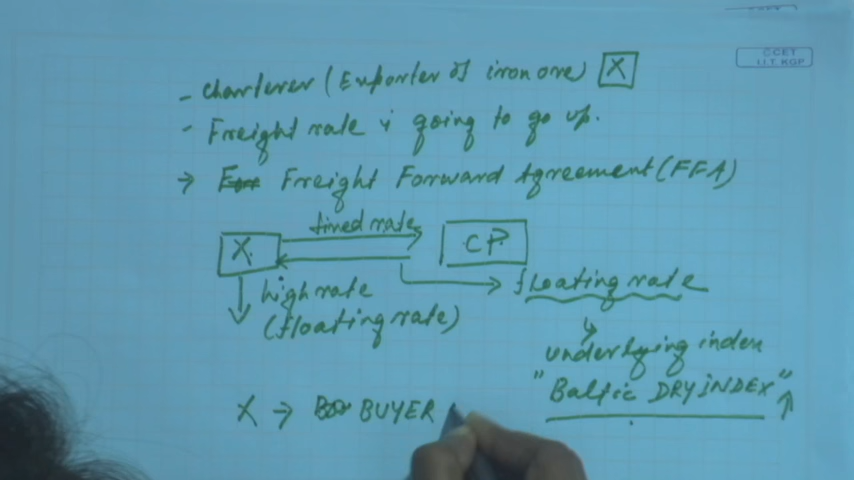 CET
I.I.T. KGP
- Charterer (Exporter of iron ore) X
- Freight rate is going to go up.
→ Freight Forward Agreement (FFA)
fixed rate
X CP
high rate
(floating rate)
→ floating rate
underlying index
"Baltic DRY INDEX" ↑
X → BUYER